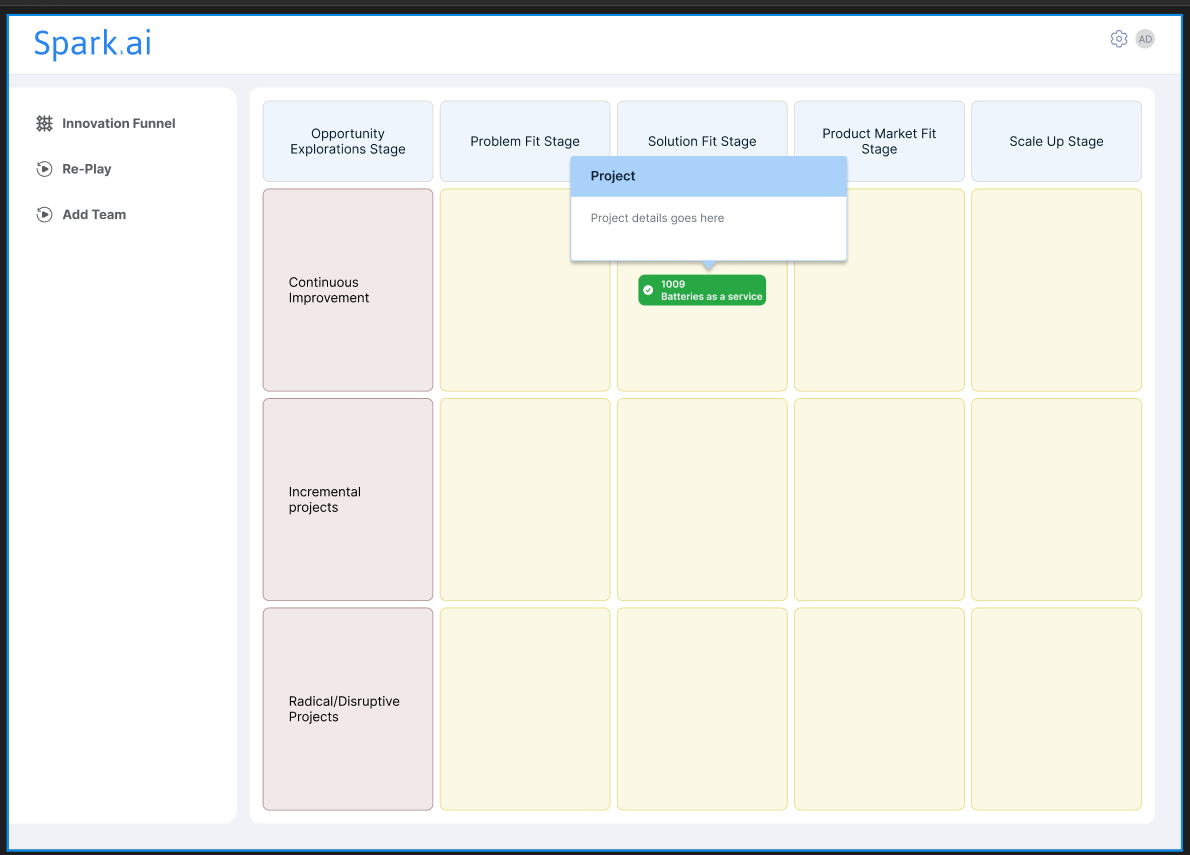 Spark.ai
AD
Innovation Funnel
Re-Play
Add Team
Opportunity
Explorations Stage
Problem Fit Stage
Solution Fit Stage
Product Market Fit
Stage
Scale Up Stage
Project
Project details goes here
Continuous
Improvement
1009
Batteries as a service
Incremental
projects
Radical/Disruptive
Projects